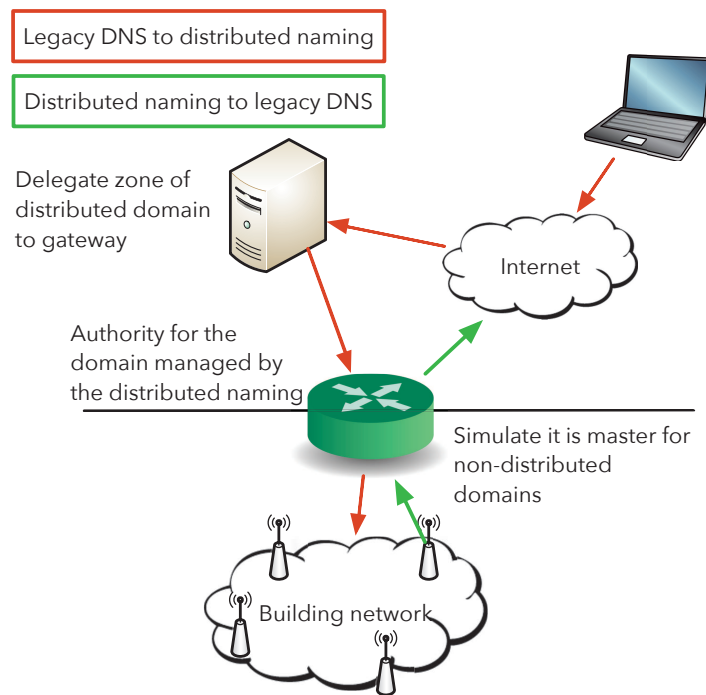 Legacy DNS to distributed naming
Distributed naming to legacy DNS
Delegate zone of
distributed domain
to gateway
Internet
Authority for the
domain managed by
the distributed naming
Simulate it is master for
non-distributed
domains
Building network